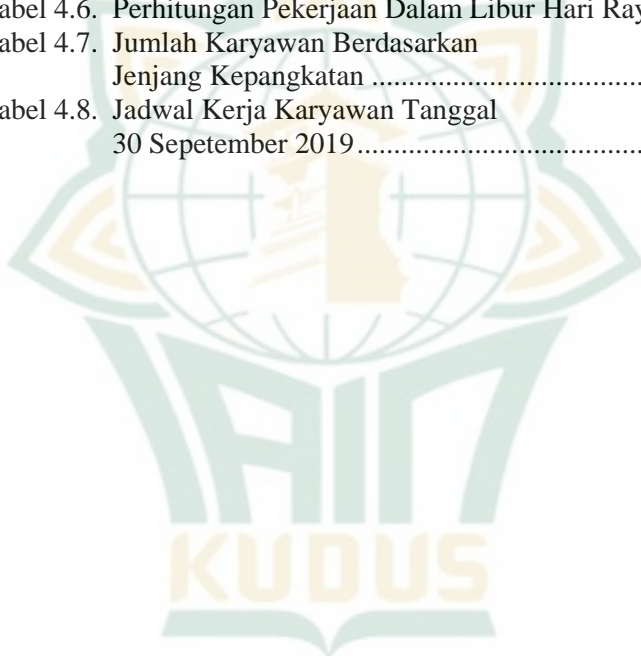 abel 4.6. Perhitungan Pekerjaan Dalam Libur Hari Ray
abel 4.7. Jumlah Karyawan Berdasarkan
Jenjang Kepangkatan ....................................
abel 4.8. Jadwal Kerja Karyawan Tanggal
30 Sepetember 2019......................................
IAIN
KUDUS